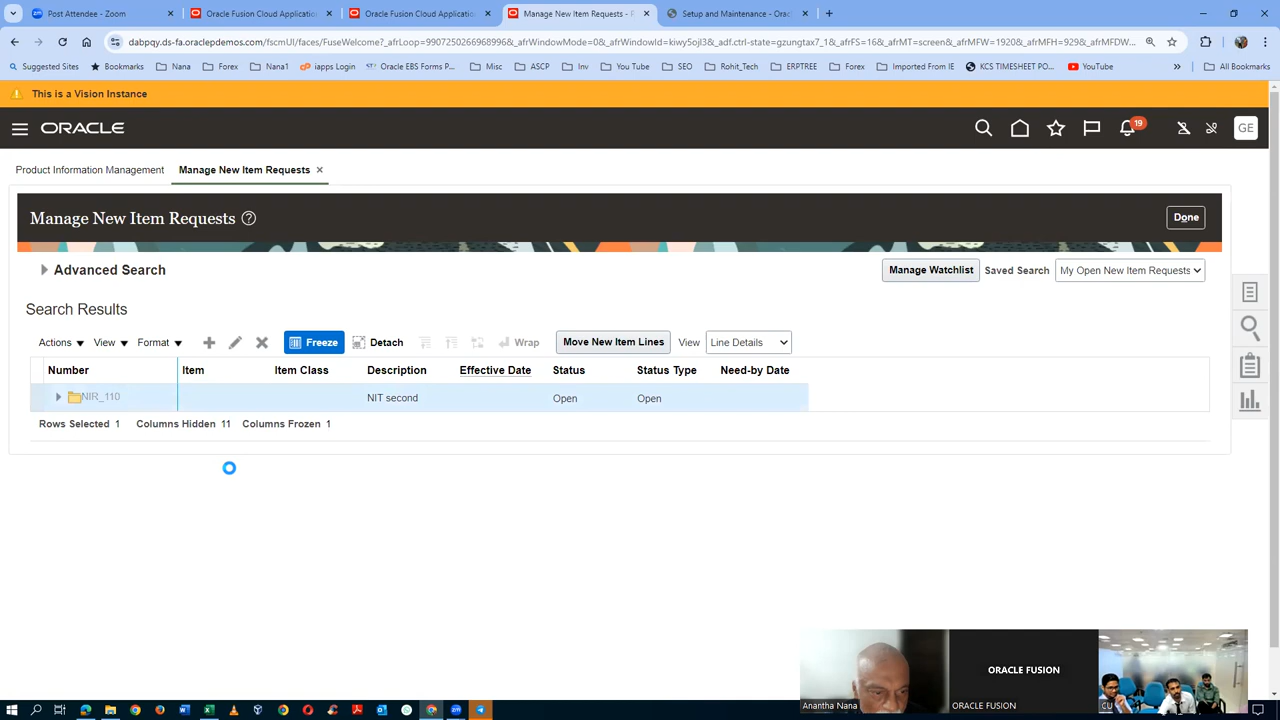 Post Attendee - Zoom
Oracle Fusion Cloud Application
Oracle Fusion Cloud Application
Manage New Item Requests - P
Setup and Maintenance - Oracle
dabpqy.ds-fa.oraclepdemos.com/fscmUI/faces/FuseWelcome?_afrLoop=99072502669689 96&_afrWindowMode=0&_afrWindowId=kiwy5ojl3&_adf.ctrl-state=gzungtax7_1&_afrFS=16&_afrMT=screen&_afrMFW=1920&_afrMFH=929&_afrMFDW...
Suggested Sites
Bookmarks
Nana
Forex
Nana1
iapps Login
Oracle EBS Forms P...
Misc
ASCP
Inv
You Tube
SEO
Rohit_Tech
ERPTREE
Forex
Imported From IE
KCS TIMESHEET PO...
YouTube
All Bookmarks
This is a Vision Instance
ORACLE
19
GE
Product Information Management
Manage New Item Requests
Manage New Item Requests
Done
Advanced Search
Manage Watchlist
Saved Search
My Open New Item Requests
Search Results
Actions
View
Format
Freeze
Detach
Wrap
Move New Item Lines
View
Line Details
Number
Item
Item Class
Description
Effective Date
Status
Status Type
Need-by Date
NIR_110
NIT second
Open
Open
Rows Selected 1
Columns Hidden 11
Columns Frozen 1
ORACLE FUSION
Anantha Nana
ORACLE FUSION
CU